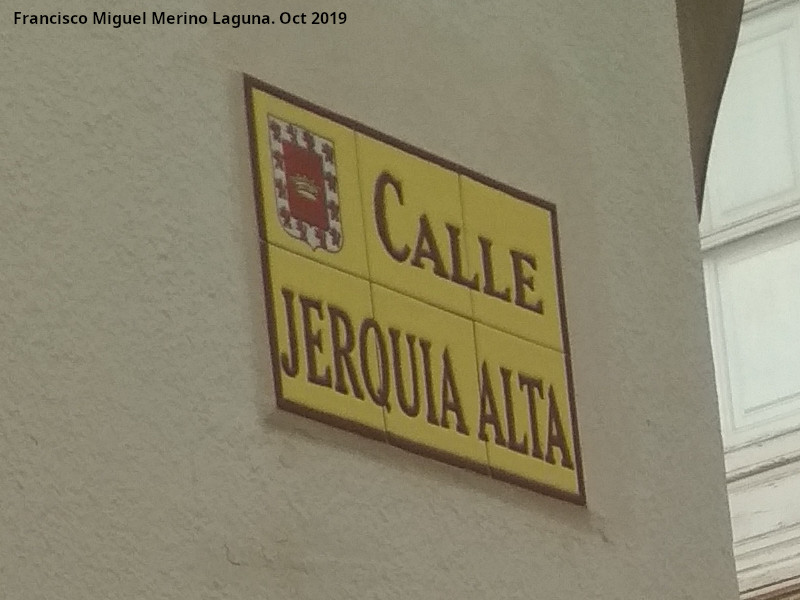 Francisco Miguel Merino Laguna. Oct 2019
CALLE
JERQUIA ALTA